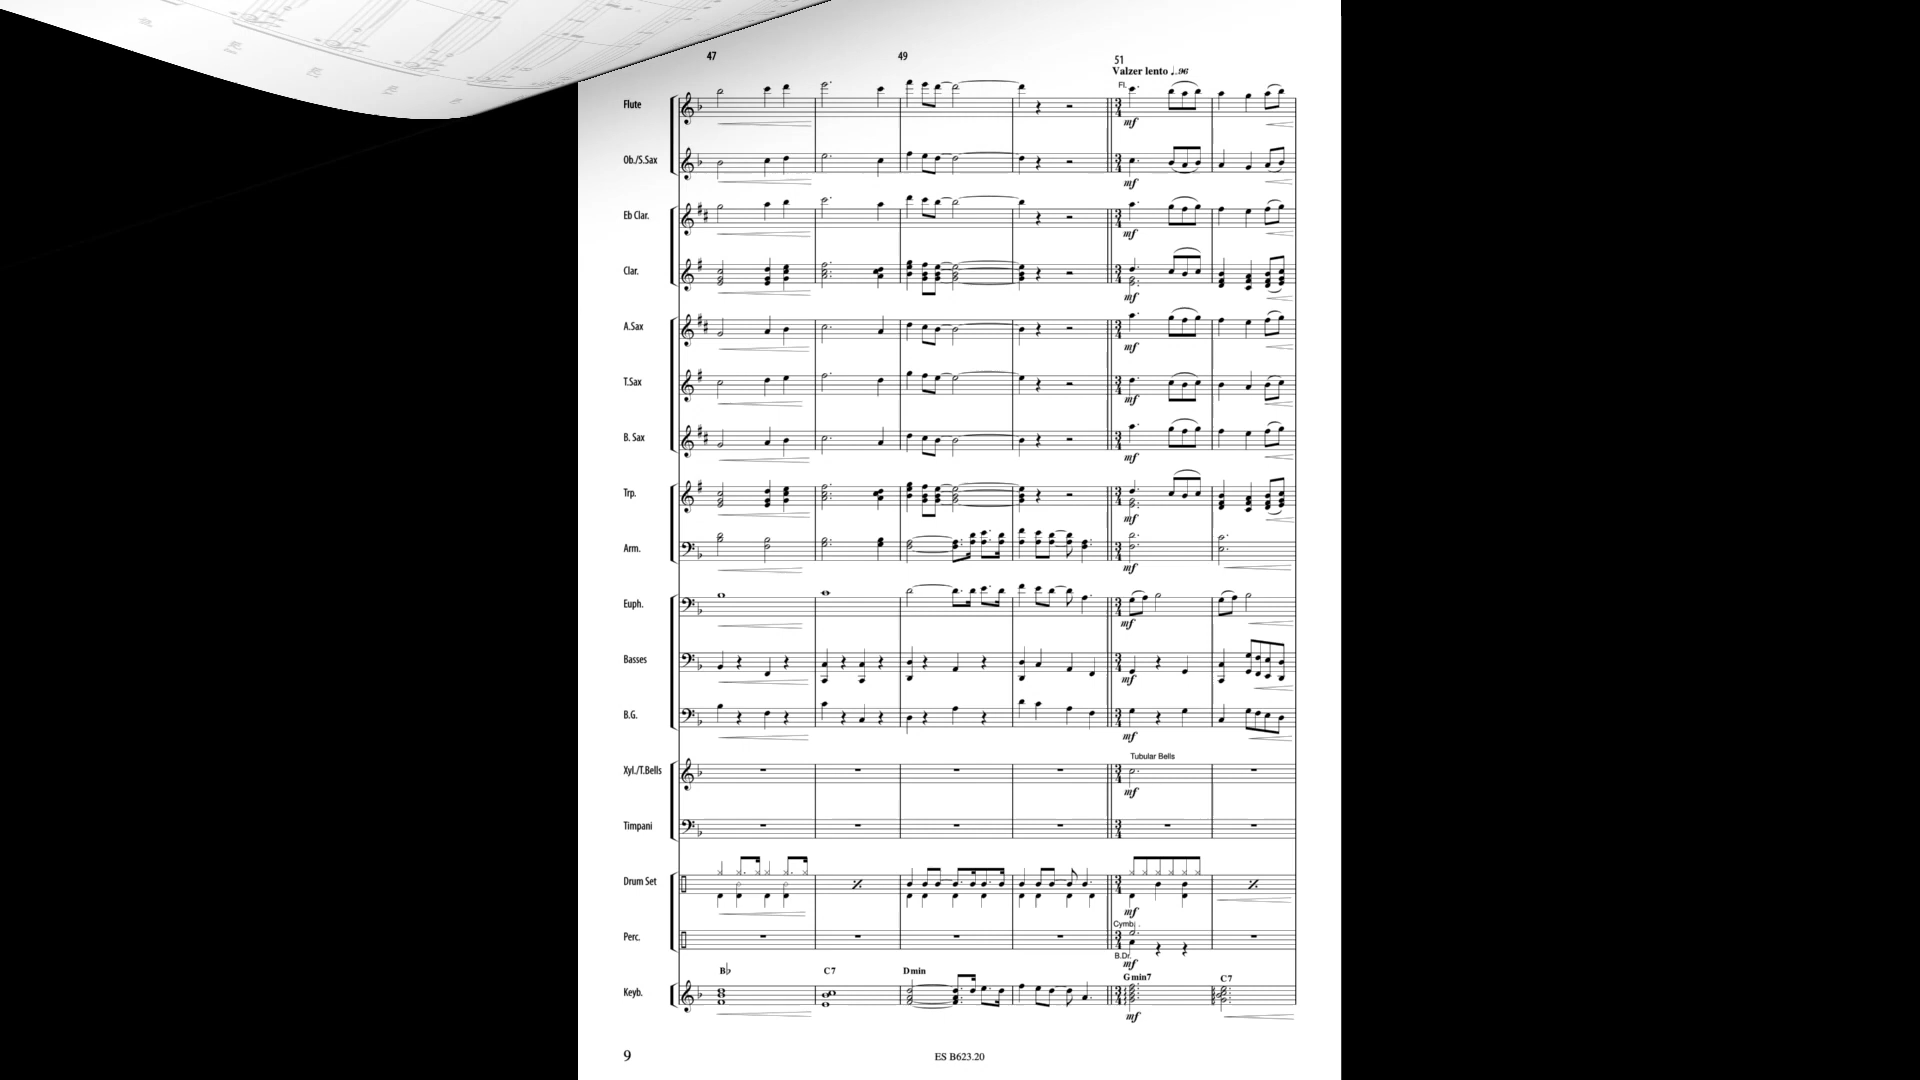 47 49 51
Valzer lento ♩.96
Fl.
Flute
mf
Ob./S.Sax
mf
Eb Clar.
mf
Clar.
mf
A.Sax
mf
T.Sax
mf
B. Sax
mf
Trp.
mf
Arm.
mf
Euph.
mf
Basses
mf
B.G.
mf
Tubular Bells
Xyl./T.Bells
mf
Timpani
Drum Set
mf
Cymb.
Perc.
B.Dr.
mf
B♭ C7 Dmin Gmin7 C7
Keyb.
mf
9 ES B623.20